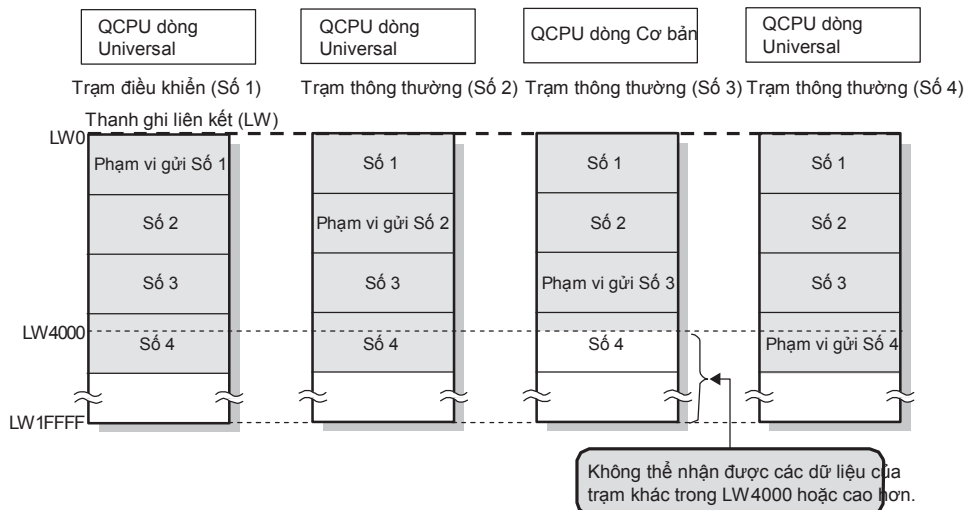 QCPU dòng
Universal
QCPU dòng
Universal
QCPU dòng Cơ bản
QCPU dòng
Universal
Trạm điều khiển (Số 1)
Trạm thông thường (Số 2)
Trạm thông thường (Số 3)
Trạm thông thường (Số 4)
Thanh ghi liên kết (LW)
LW0
Phạm vi gửi Số 1
Số 1
Số 1
Số 1
Số 2
Phạm vi gửi Số 2
Số 2
Số 2
Số 3
Số 3
Phạm vi gửi Số 3
Số 3
LW4000
Số 4
Số 4
Số 4
Phạm vi gửi Số 4
LW1FFFF
Không thể nhận được các dữ liệu của
trạm khác trong LW4000 hoặc cao hơn.